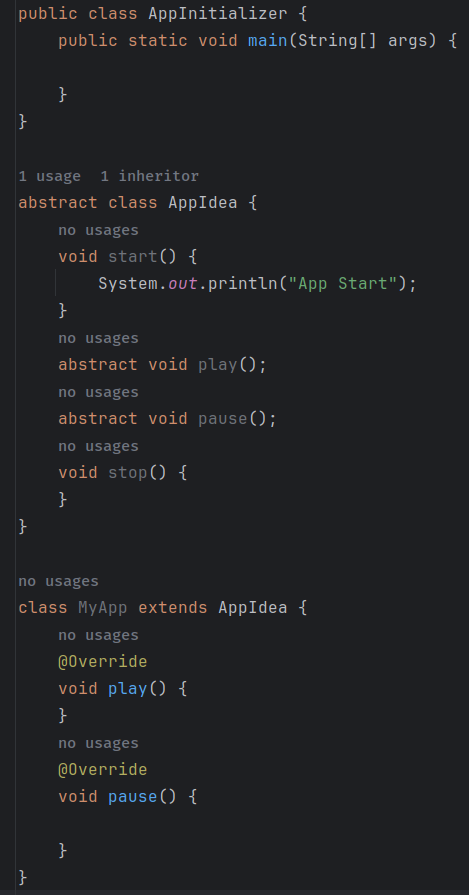 public class AppInitializer {
    public static void main(String[] args) {

    }
}

1 usage  1 inheritor
abstract class AppIdea {
    no usages
    void start() {
        System.out.println("App Start");
    }
    no usages
    abstract void play();
    no usages
    abstract void pause();
    no usages
    void stop() {
    }
}

no usages
class MyApp extends AppIdea {
    no usages
    @Override
    void play() {
    }
    no usages
    @Override
    void pause() {

    }
}